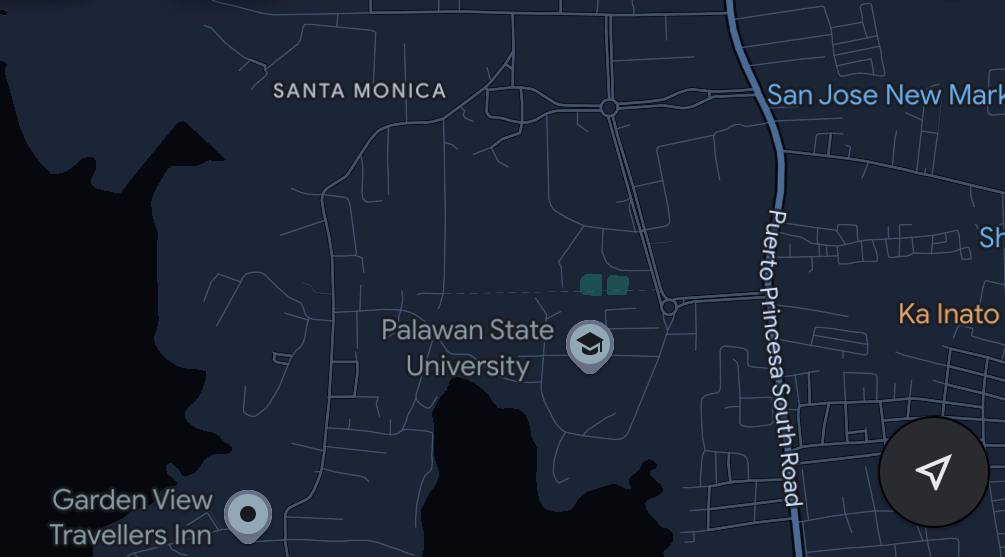 SANTA MONICA
San Jose New Mark
Puerto Princesa South Road
Sh
Ka Inato
Palawan State
University
Garden View
Travellers Inn